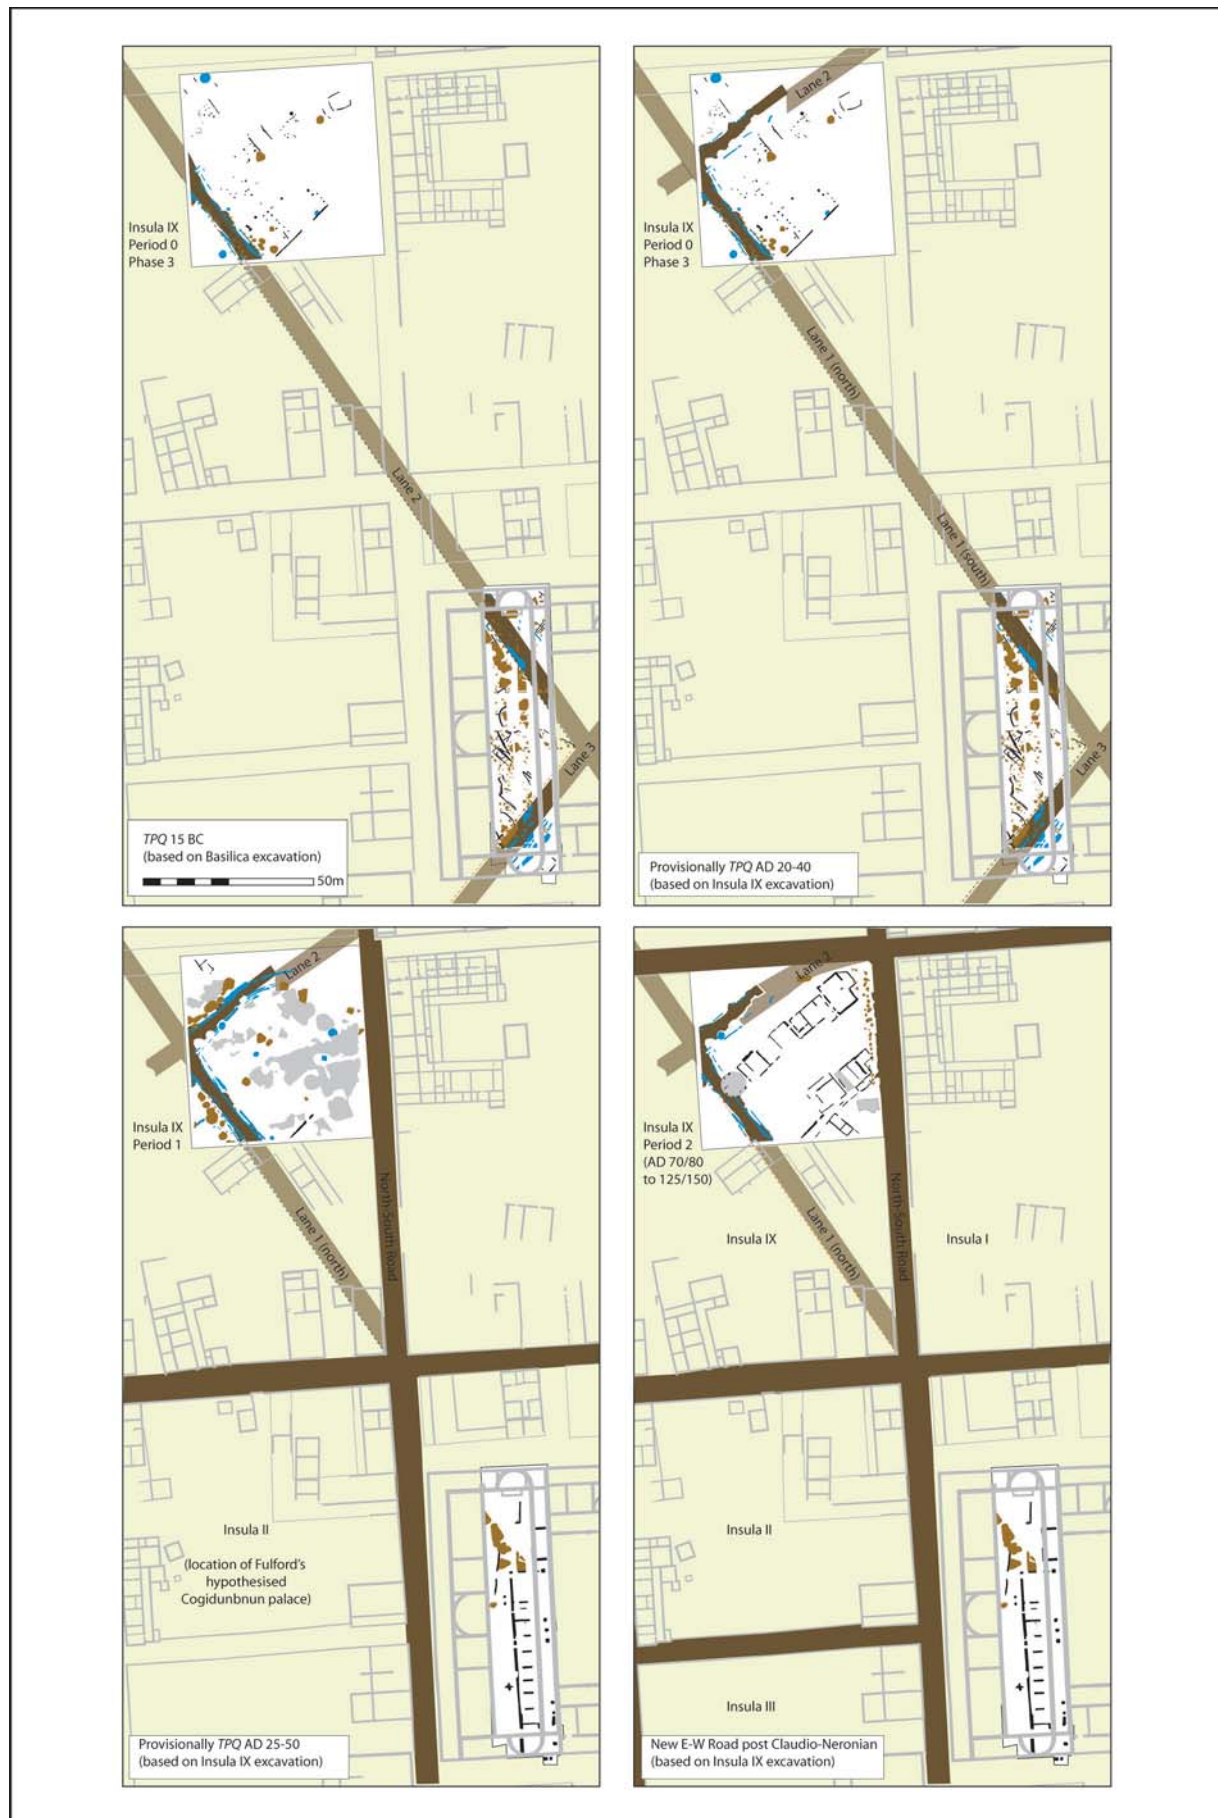 Insula IX
Period 0
Phase 3
Lane 2
Lane 3
TPQ 15 BC
(based on Basilica excavation)
50m
Lane 2
Insula IX
Period 0
Phase 3
Lane 1 (north)
Lane 1 (south)
Lane 3
Provisionally TPQ AD 20-40
(based on Insula IX excavation)
Lane 2
Insula IX
Period 1
North-South Road
Lane 1 (north)
Insula II
(location of Fulford's
hypothesised
Cogidunbnun palace)
Provisionally TPQ AD 25-50
(based on Insula IX excavation)
Lane 2
Insula IX
Period 2
(AD 70/80
to 125/150)
North-South Road
Lane 1 (north)
Insula IX
Insula I
Insula II
Insula III
New E-W Road post Claudio-Neronian
(based on Insula IX excavation)